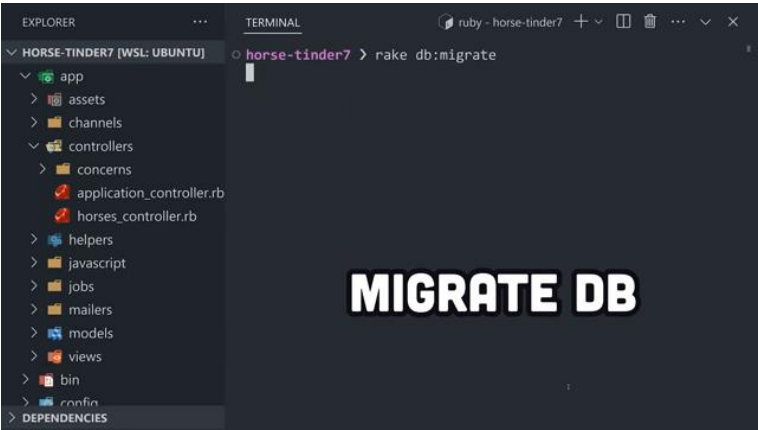 EXPLORER
HORSE-TINDER7 [WSL: UBUNTU]
app
assets
channels
controllers
concerns
application_controller.rb
horses_controller.rb
helpers
javascript
jobs
mailers
models
views
bin
config
DEPENDENCIES
TERMINAL
ruby - horse-tinder7
horse-tinder7 ❯ rake db:migrate
MIGRATE DB